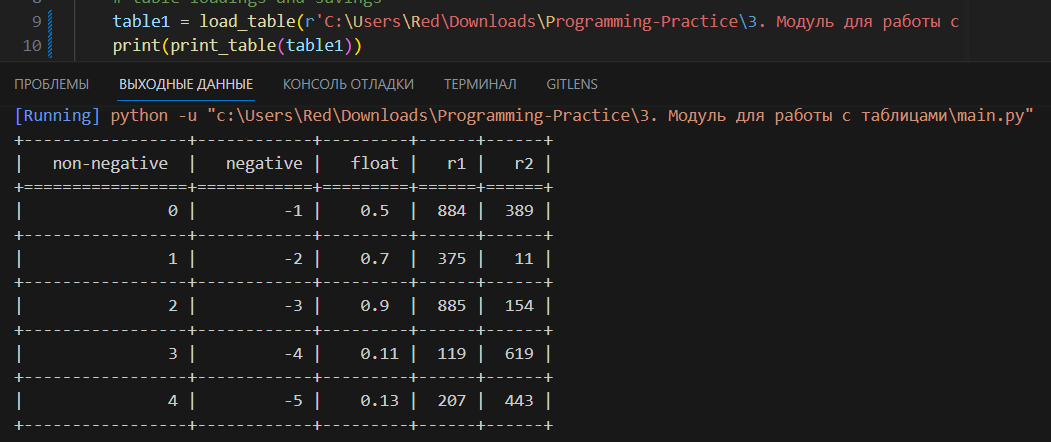 8 # table loadings and savings
9 table1 = load_table(r'C:\Users\Red\Downloads\Programming-Practice\3. Модуль для работы с
10 print(print_table(table1))
ПРОБЛЕМЫ ВЫХОДНЫЕ ДАННЫЕ КОНСОЛЬ ОТЛАДКИ ТЕРМИНАЛ GITLENS
[Running] python -u "c:\Users\Red\Downloads\Programming-Practice\3. Модуль для работы с таблицами\main.py"
+----------------+-----------+--------+------+------+
|   non-negative |   negative |   float |   r1 |   r2 |
+================+============+=========+======+======+
|              0 |         -1 |    0.5  |  884 |  389 |
+----------------+------------+---------+------+------+
|              1 |         -2 |    0.7  |  375 |   11 |
+----------------+------------+---------+------+------+
|              2 |         -3 |    0.9  |  885 |  154 |
+----------------+------------+---------+------+------+
|              3 |         -4 |    0.11 |  119 |  619 |
+----------------+------------+---------+------+------+
|              4 |         -5 |    0.13 |  207 |  443 |
+----------------+------------+---------+------+------+